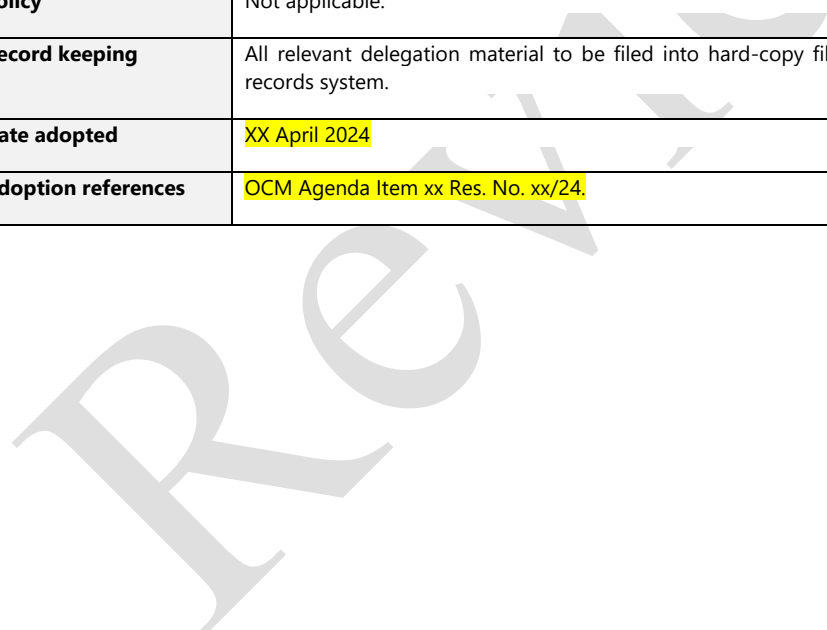 olicy Not applicable.
ecord keeping All relevant delegation material to be filed into hard-copy fil
records system.
ate adopted XX April 2024
doption references OCM Agenda Item xx Res. No. xx/24.
Rev